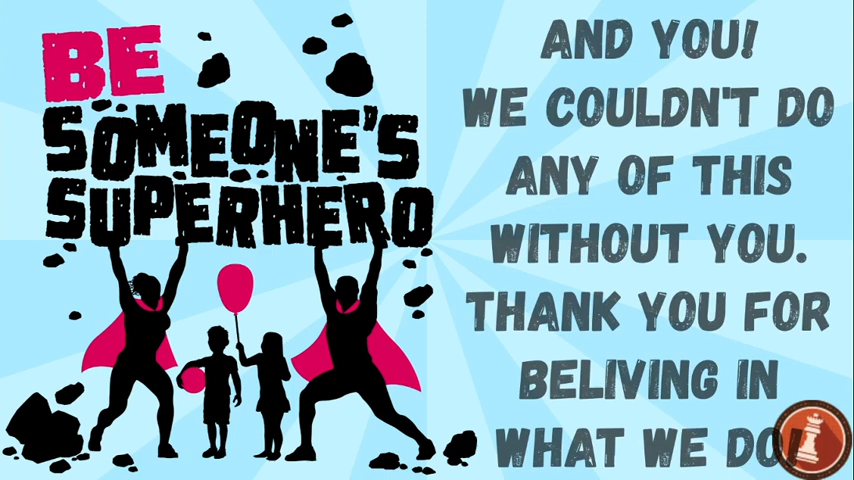 BE
SOMEONE'S
SUPERHERO
AND YOU!
WE COULDN'T DO
ANY OF THIS
WITHOUT YOU.
THANK YOU FOR
BELIVING IN
WHAT WE DO!